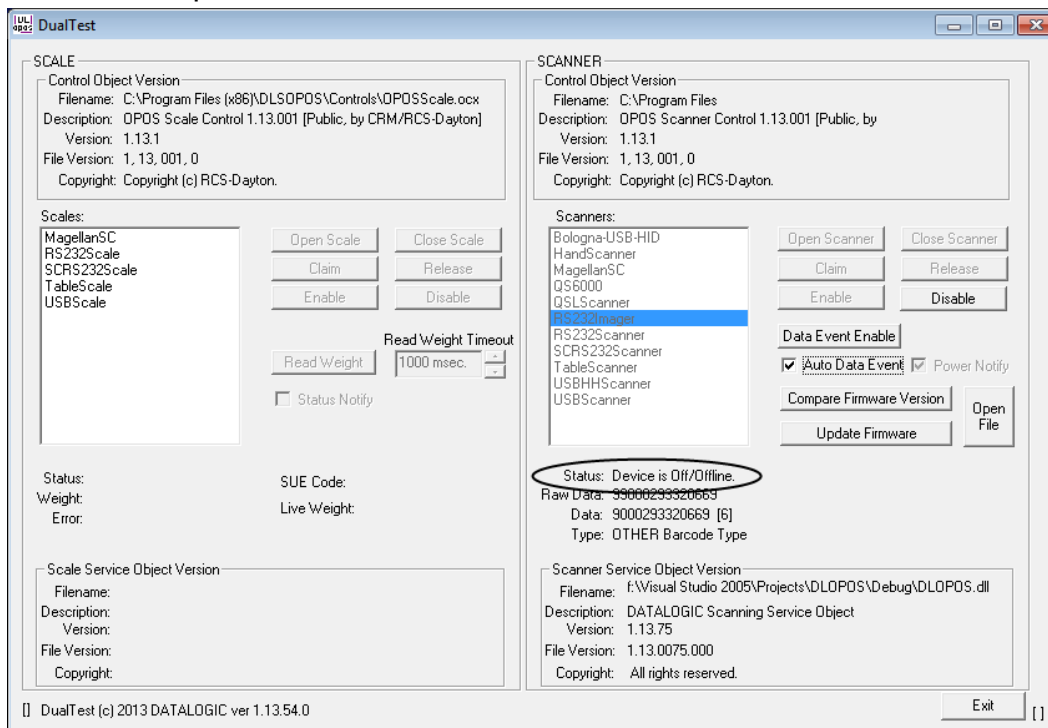 UL
opos
DualTest
SCALE
Control Object Version
Filename: C:\Program Files (x86)\DLSOPOS\Controls\OPOSScale.ocx
Description: OPOS Scale Control 1.13.001 [Public, by CRM/RCS-Dayton]
Version: 1.13.1
File Version: 1, 13, 001, 0
Copyright: Copyright (c) RCS-Dayton.
Scales:
MagellanSC
RS232Scale
SCRS232Scale
TableScale
USBScale
Open Scale Close Scale
Claim Release
Enable Disable
Read Weight Timeout
Read Weight 1000 msec.
Status Notify
Status:
Weight:
Error:
SUE Code:
Live Weight:
Scale Service Object Version
Filename:
Description:
Version:
File Version:
Copyright:
SCANNER
Control Object Version
Filename: C:\Program Files
Description: OPOS Scanner Control 1.13.001 [Public, by
Version: 1.13.1
File Version: 1, 13, 001, 0
Copyright: Copyright (c) RCS-Dayton.
Scanners:
Bologna-USB-HID
HandScanner
MagellanSC
QS6000
QSLScanner
RS232Imager
RS232Scanner
SCRS232Scanner
TableScanner
USBHHScanner
USBScanner
Open Scanner Close Scanner
Claim Release
Enable Disable
Data Event Enable
Auto Data Event Power Notify
Compare Firmware Version
Update Firmware
Open
File
Status: Device is Off/Offline.
Raw Data: 99000293320669
Data: 9000293320669 [6]
Type: OTHER Barcode Type
Scanner Service Object Version
Filename: f:\Visual Studio 2005\Projects\DLOPOS\Debug\DLOPOS.dll
Description: DATALOGIC Scanning Service Object
Version: 1.13.75
File Version: 1.13.0075.000
Copyright: All rights reserved.
[] DualTest (c) 2013 DATALOGIC ver 1.13.54.0
Exit
[]